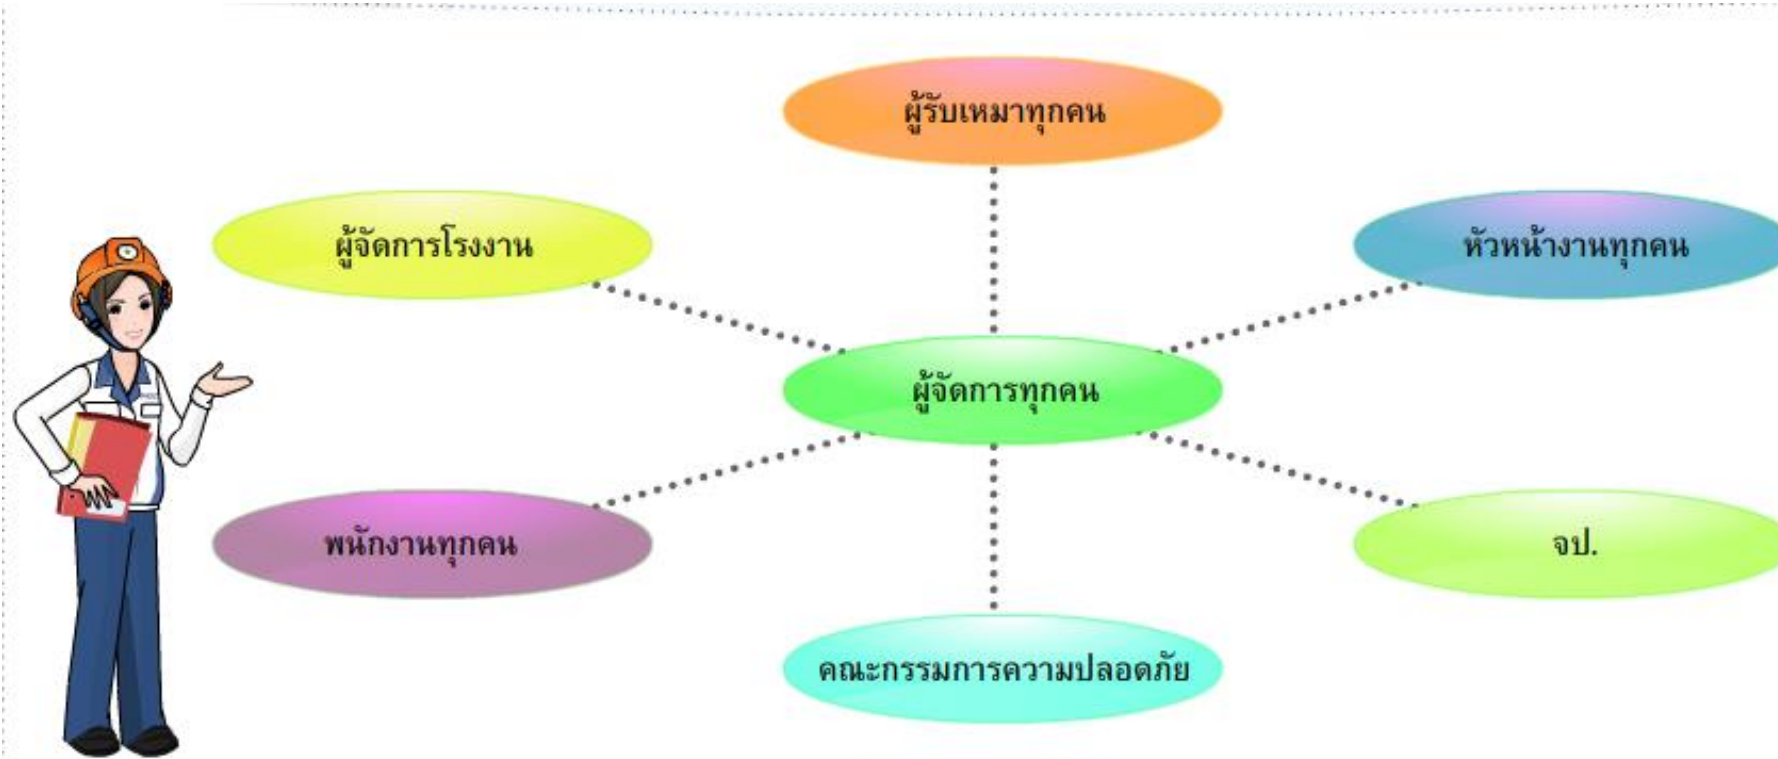 ผู้รับเหมาทุกคน
ผู้จัดการโรงงาน
หัวหน้างานทุกคน
ผู้จัดการทุกคน
พนักงานทุกคน
จป.
คณะกรรมการความปลอดภัย